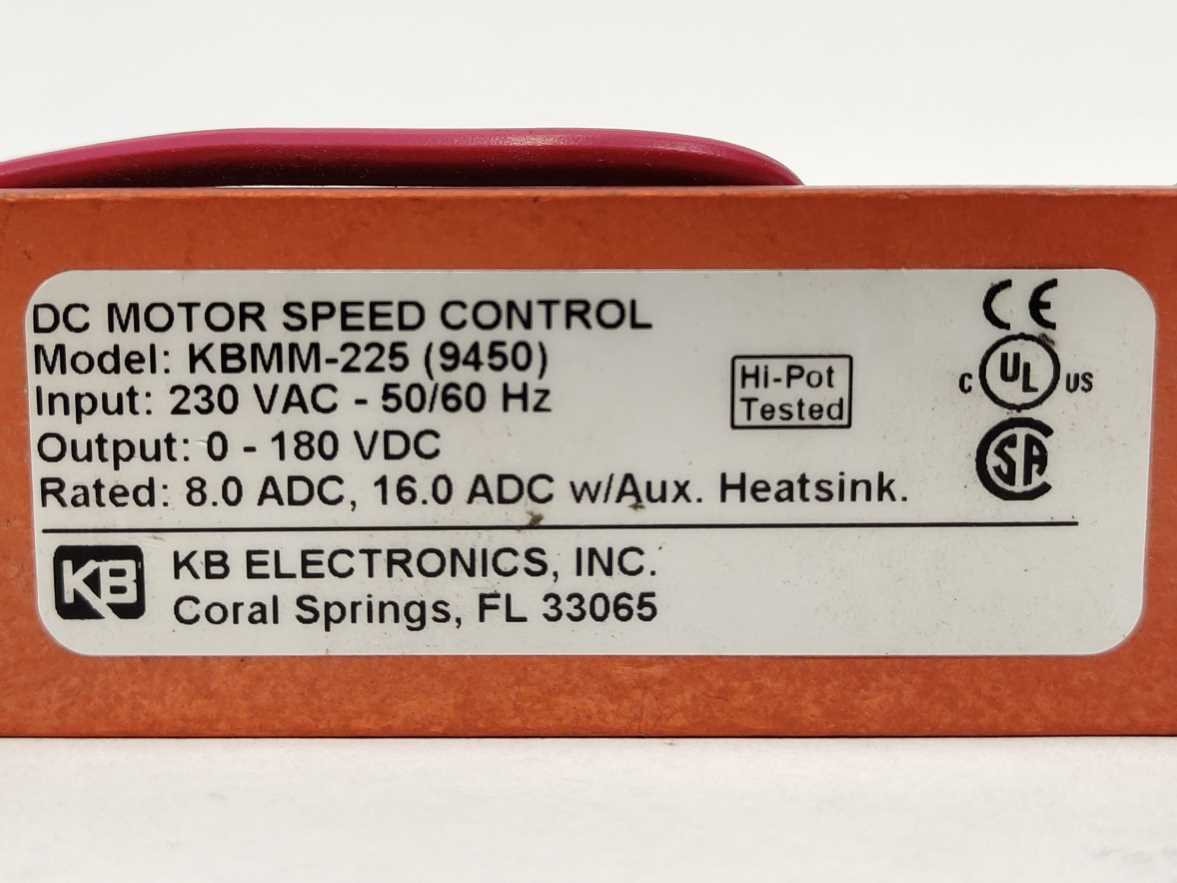 DC MOTOR SPEED CONTROL
Model: KBMM-225 (9450)
Input: 230 VAC - 50/60 Hz
Output: 0 - 180 VDC
Rated: 8.0 ADC, 16.0 ADC w/Aux. Heatsink.
Hi-Pot
Tested
CE
C UL US
SA
KB
KB ELECTRONICS, INC.
Coral Springs, FL 33065